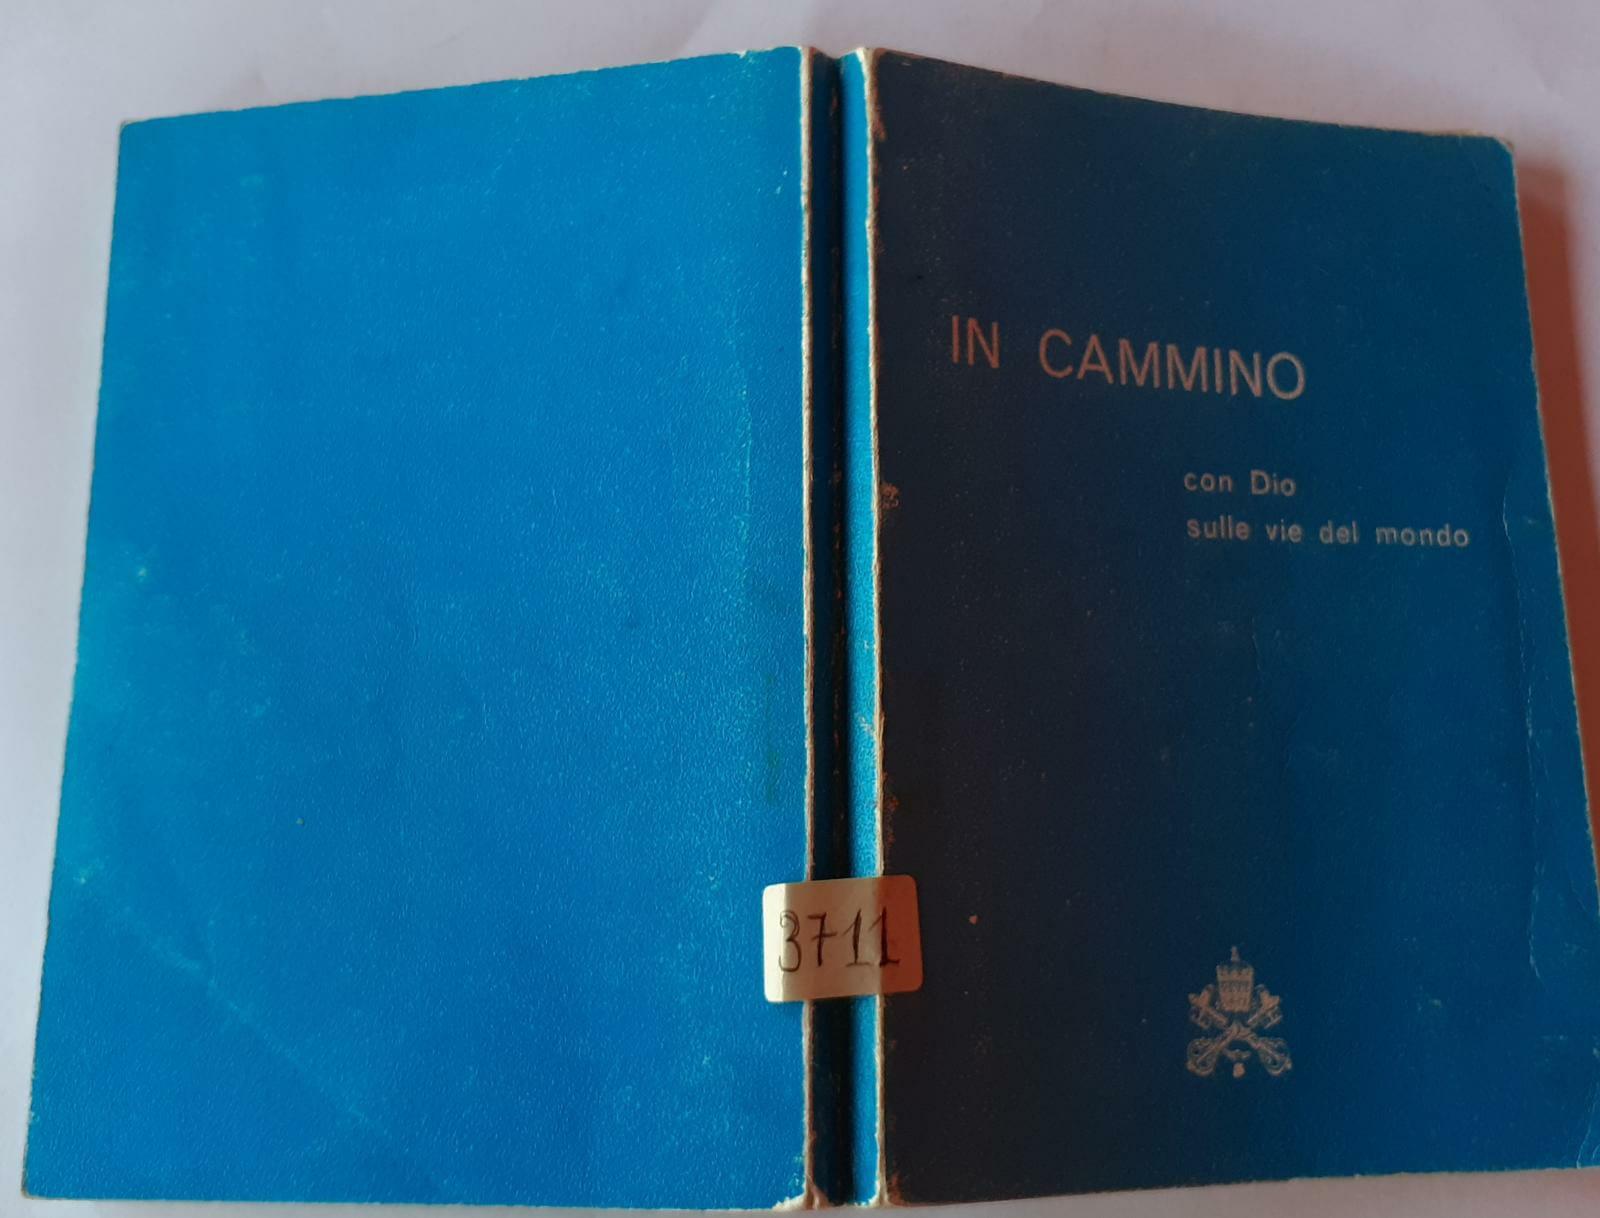 IN CAMMINO
con Dio
sulle vie del mondo
3711